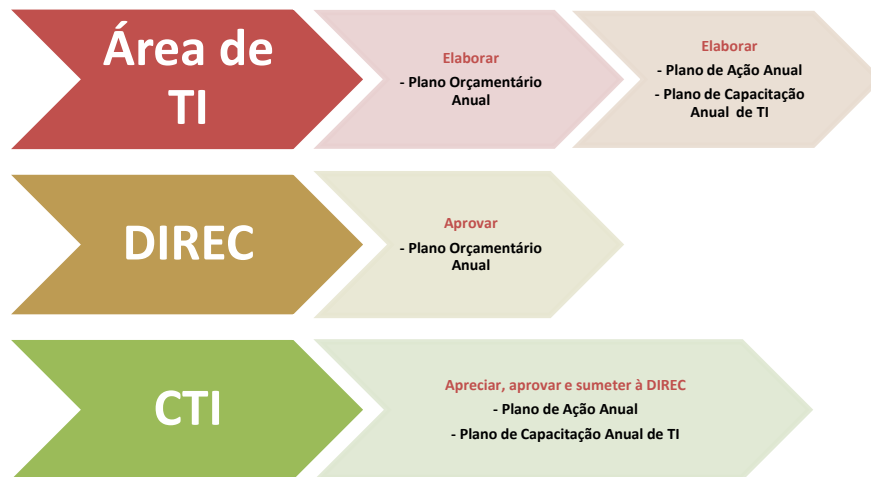 Área de
TI
Elaborar
- Plano Orçamentário
Anual
Elaborar
- Plano de Ação Anual
- Plano de Capacitação
Anual de TI
DIREC
Aprovar
- Plano Orçamentário
Anual
CTI
Apreciar, aprovar e sumeter à DIREC
- Plano de Ação Anual
- Plano de Capacitação Anual de TI